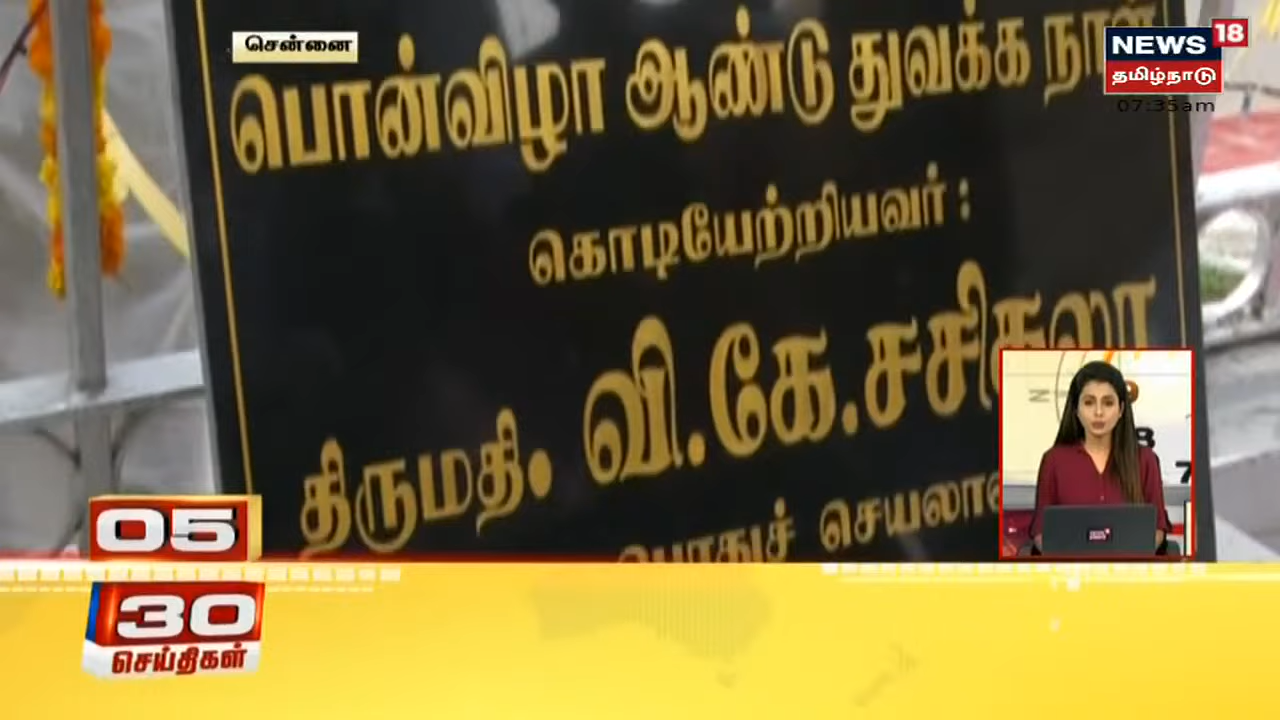 சென்னை
NEWS 18
தமிழ்நாடு
07:35am
பொன்விழா ஆண்டு துவக்க நாள்
கொடியேற்றியவர் :
திருமதி. வி.கே.சசிகலா
பொதுச்
05
30
செய்திகள்